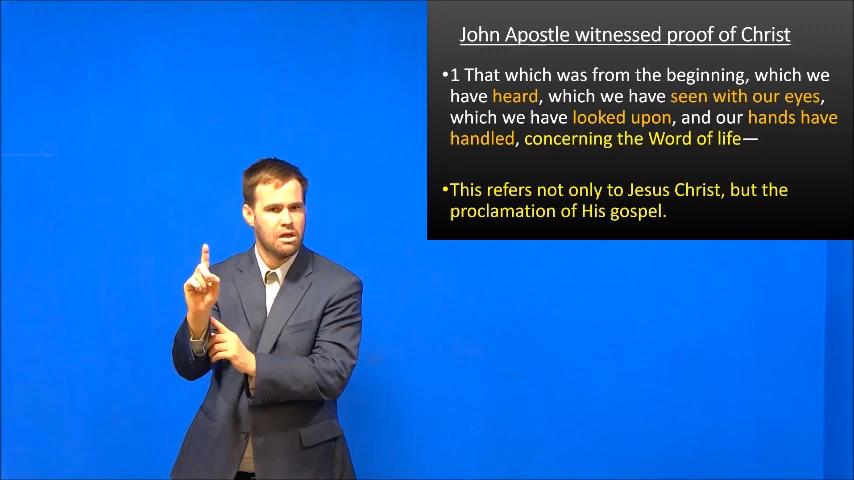 John Apostle witnessed proof of Christ
•1 That which was from the beginning, which we
have heard, which we have seen with our eyes,
which we have looked upon, and our hands have
handled, concerning the Word of life—
•This refers not only to Jesus Christ, but the
proclamation of His gospel.